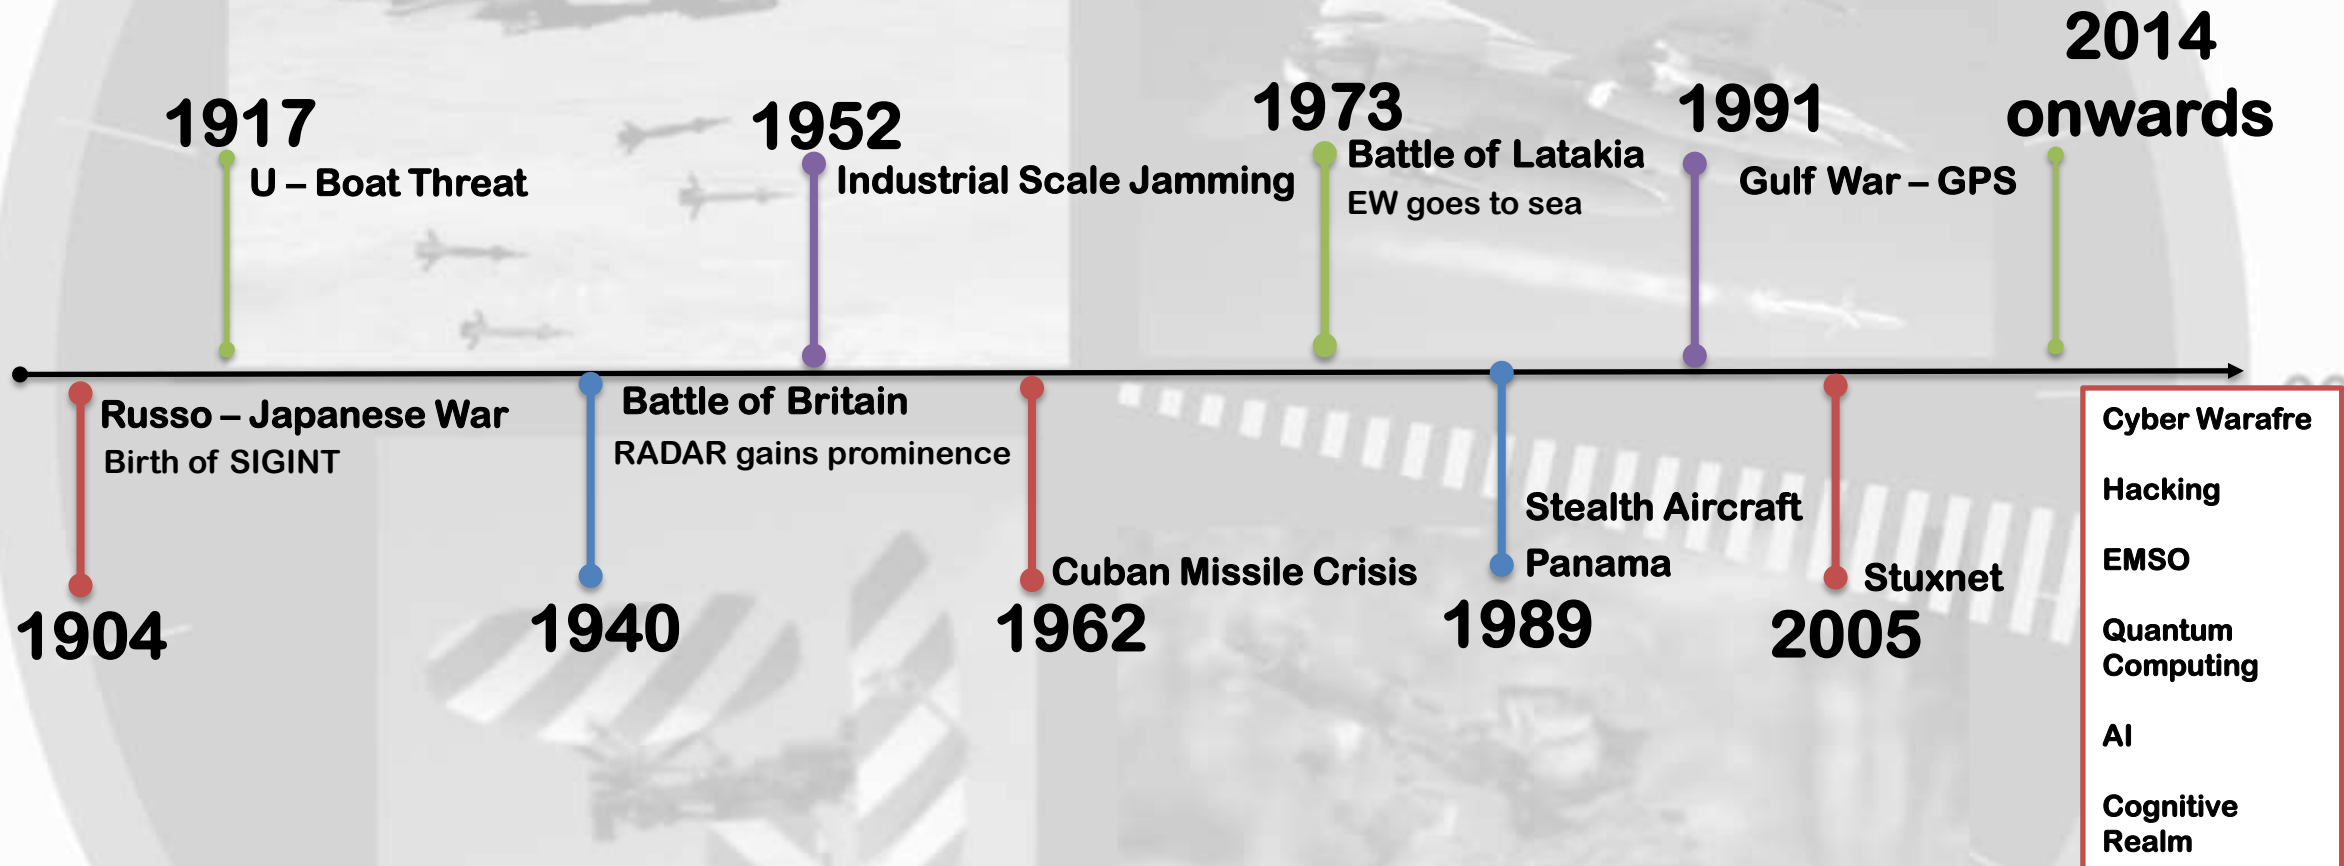 2014
onwards
1917
U – Boat Threat
1952
Industrial Scale Jamming
1973
Battle of Latakia
EW goes to sea
1991
Gulf War – GPS
Russo – Japanese War
Birth of SIGINT
1904
Battle of Britain
RADAR gains prominence
1940
Cuban Missile Crisis
1962
Stealth Aircraft
Panama
1989
Stuxnet
2005
Cyber Warafre
Hacking
EMSO
Quantum
Computing
AI
Cognitive
Realm